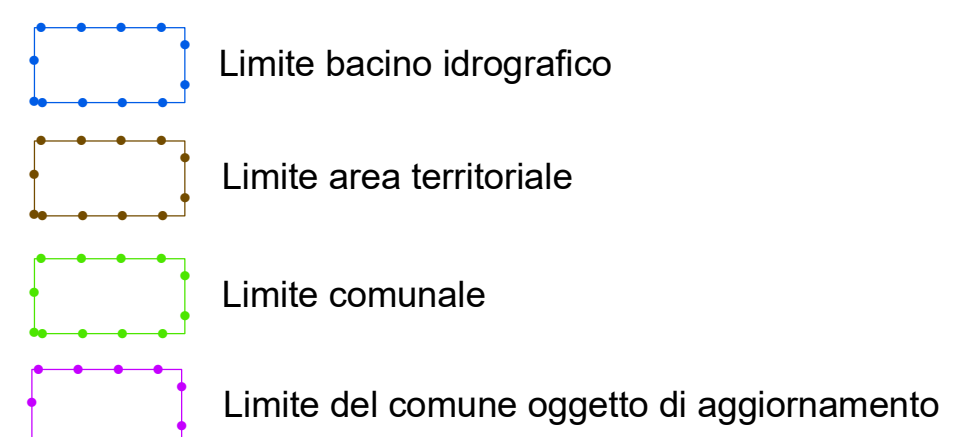 Limite bacino idrografico
Limite area territoriale
Limite comunale
Limite del comune oggetto di aggiornamento